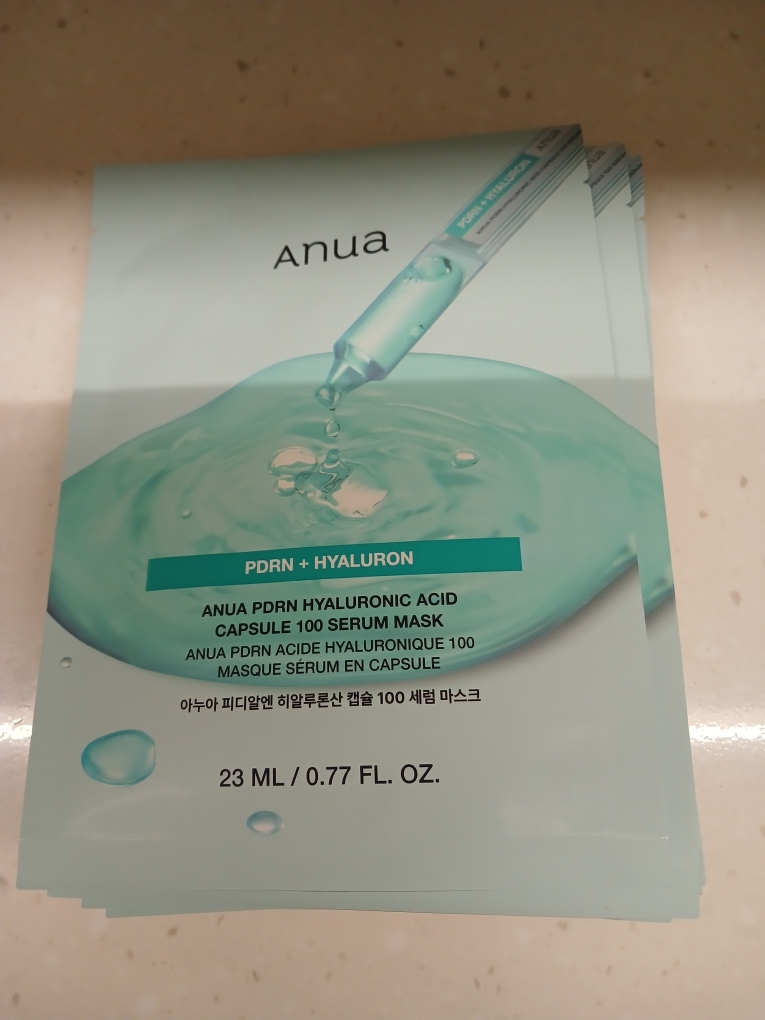 Anua
PDRN + HYALURON
PDRN + HYALURON
ANUA PDRN HYALURONIC ACID
CAPSULE 100 SERUM MASK
ANUA PDRN ACIDE HYALURONIQUE 100
MASQUE SÉRUM EN CAPSULE
아누아 피디알엔 히알루론산 캡슐 100 세럼 마스크
23 ML / 0.77 FL. OZ.